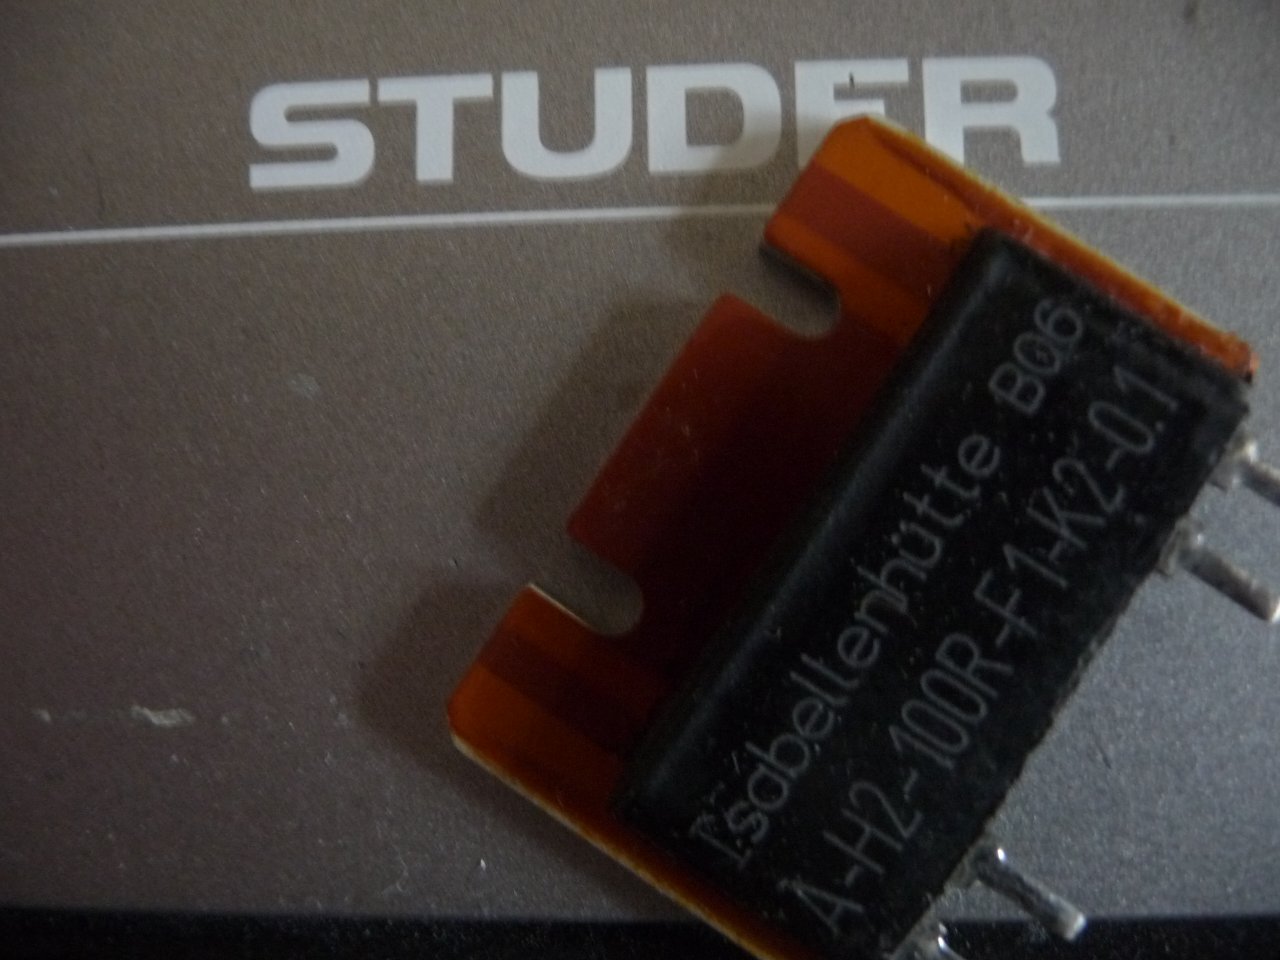 STUDER
Isabellenhütte B06
A-H2-100R-F1-K2-0.1